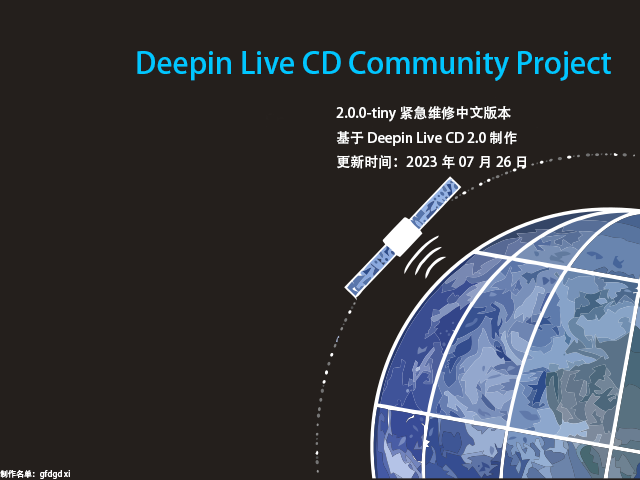 Deepin Live CD Community Project
2.0.0-tiny 紧急维修中文版本
基于 Deepin Live CD 2.0 制作
更新时间：2023 年 07 月 26 日
制作名单：gfdgd xi